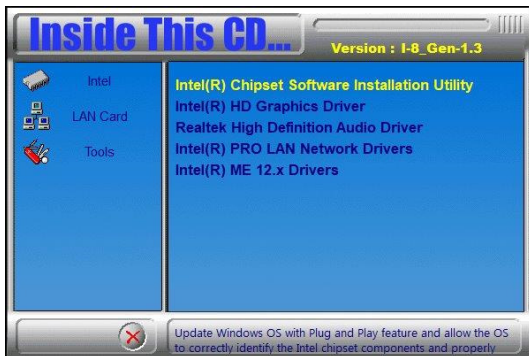 Inside This CD...
Version : I-8_Gen-1.3
Intel
LAN Card
Tools
Intel(R) Chipset Software Installation Utility
Intel(R) HD Graphics Driver
Realtek High Definition Audio Driver
Intel(R) PRO LAN Network Drivers
Intel(R) ME 12.x Drivers
Update Windows OS with Plug and Play feature and allow the OS
to correctly identify the Intel chipset components and properly